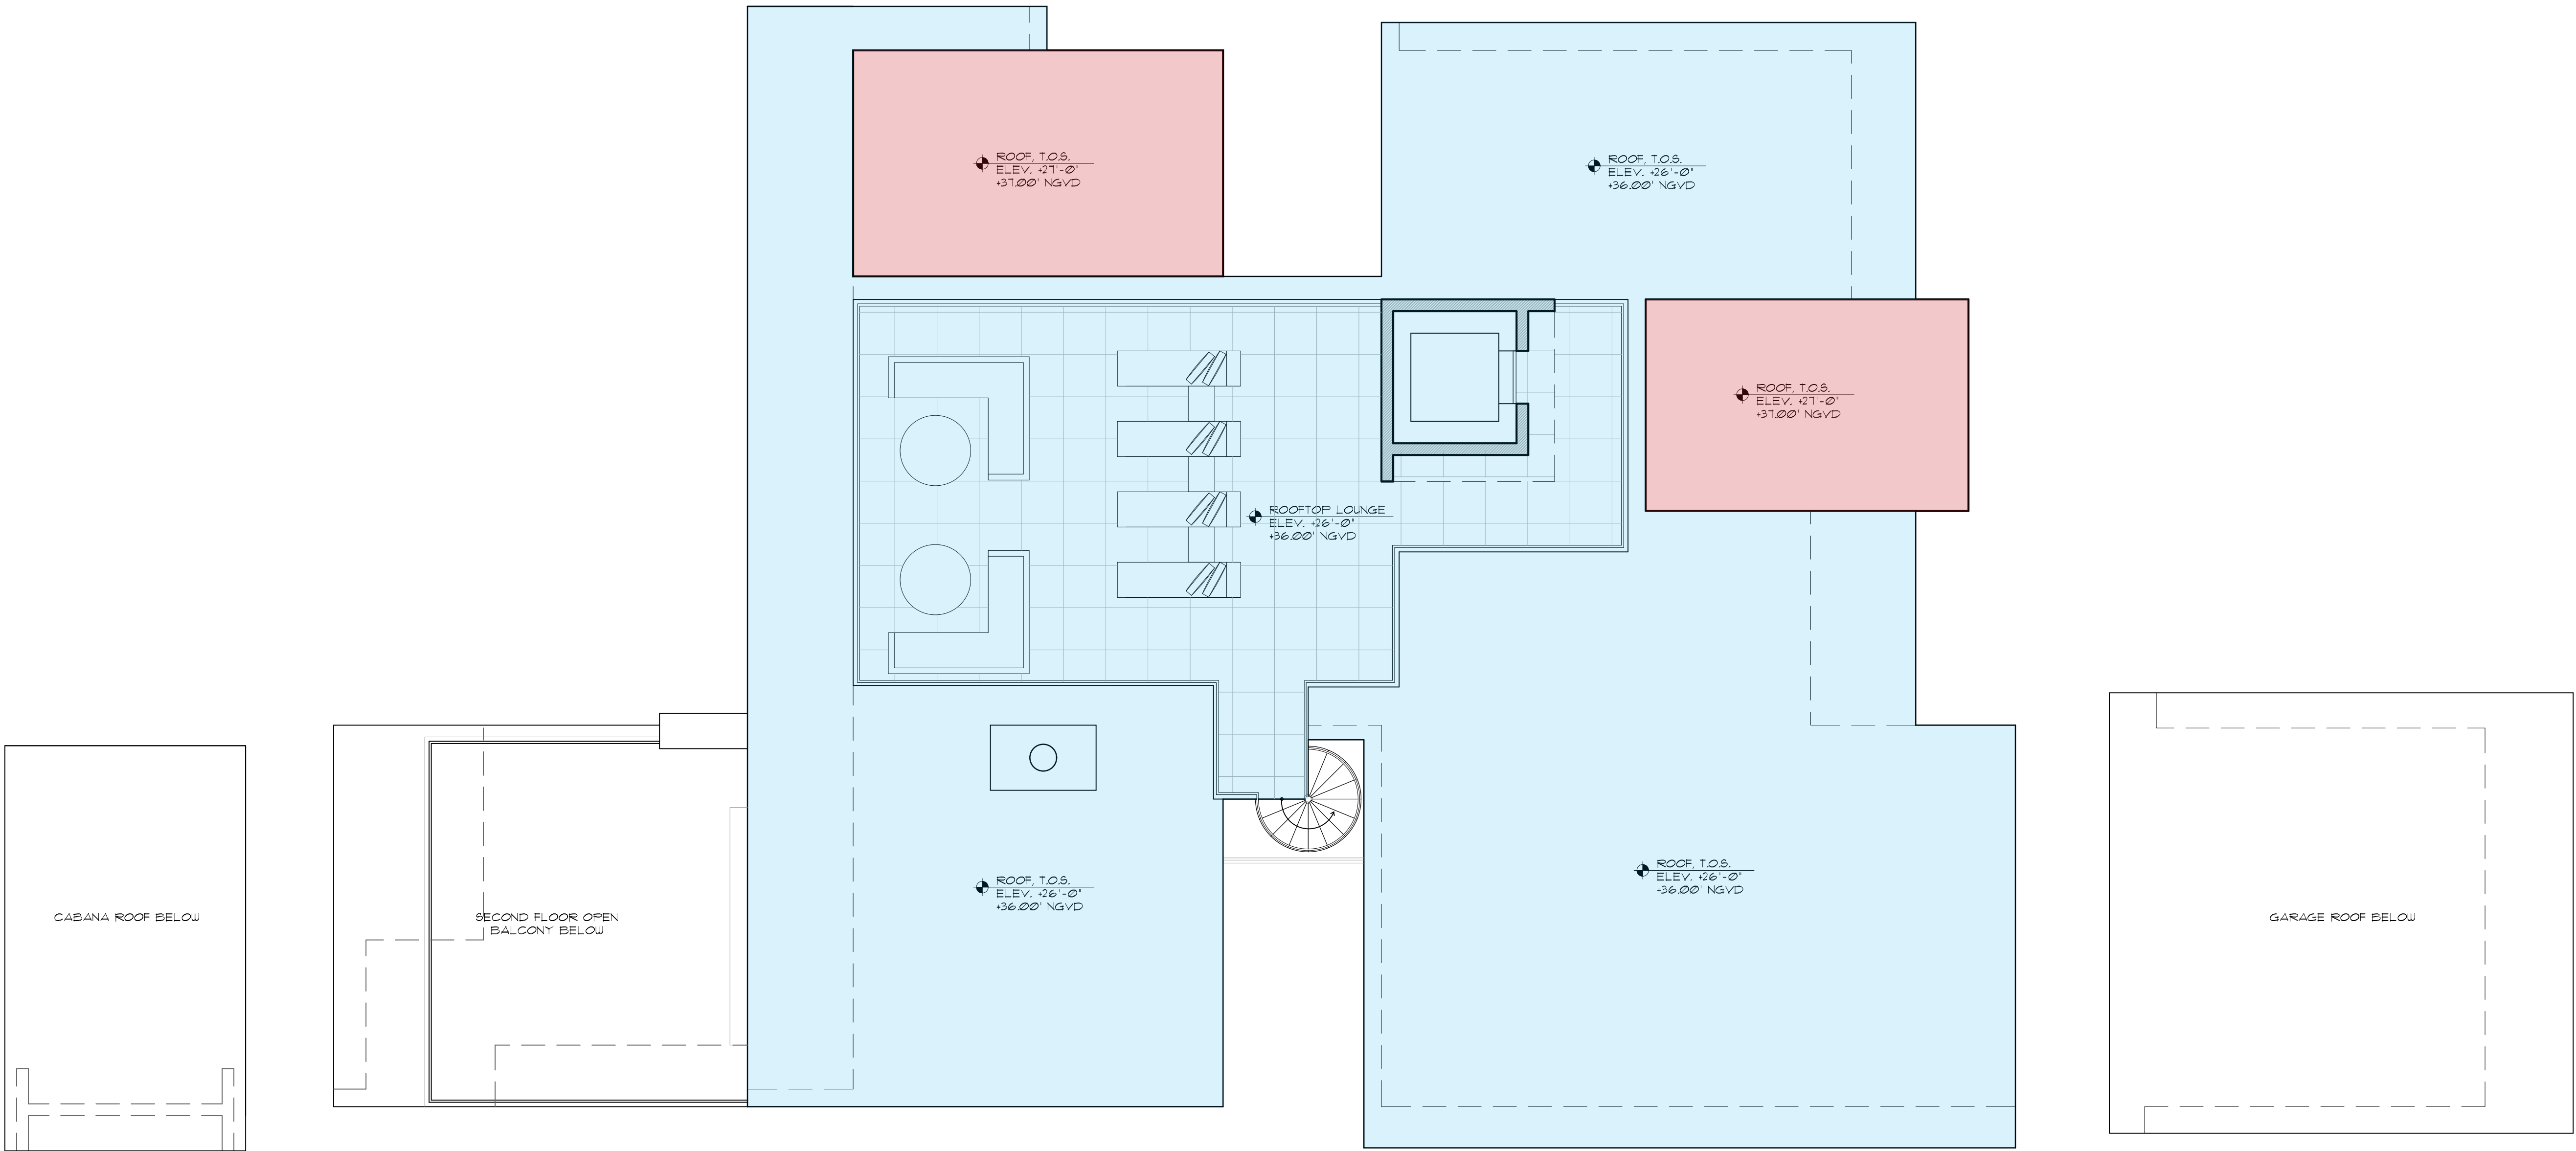 ROOF, T.O.S.
ELEV. +27'-0"
+37.00' NGVD
ROOF, T.O.S.
ELEV. +26'-0"
+36.00' NGVD
ROOF, T.O.S.
ELEV. +27'-0"
+37.00' NGVD
ROOFTOP LOUNGE
ELEV. +26'-0"
+36.00' NGVD
ROOF, T.O.S.
ELEV. +26'-0"
+36.00' NGVD
ROOF, T.O.S.
ELEV. +26'-0"
+36.00' NGVD
CABANA ROOF BELOW
SECOND FLOOR OPEN
BALCONY BELOW
GARAGE ROOF BELOW